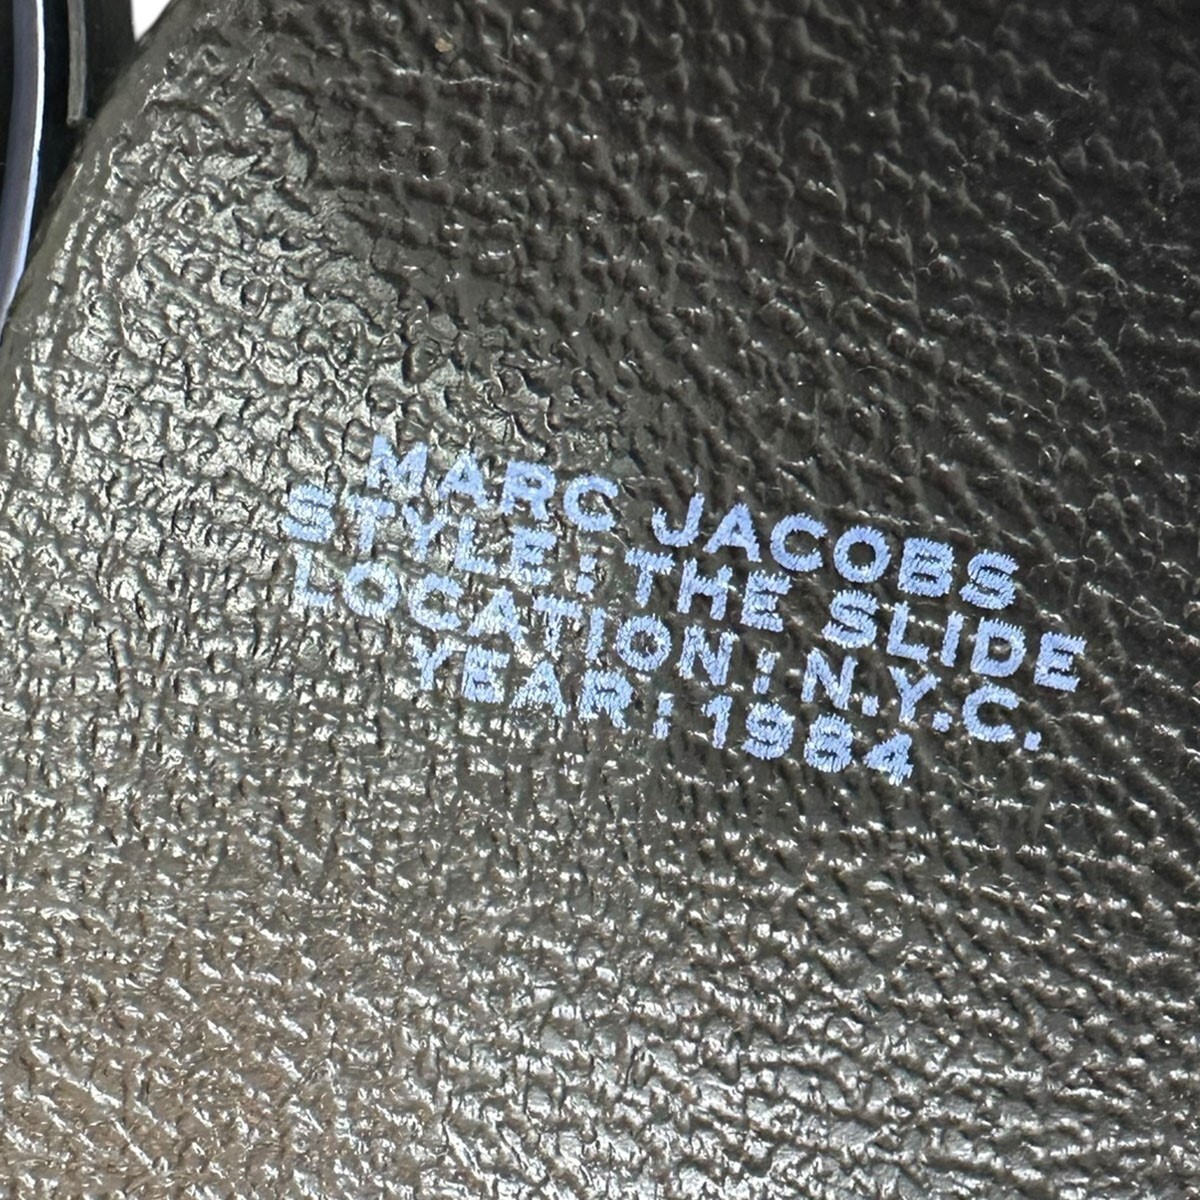 MARC JACOBS
STYLE: THE SLIDE
LOCATION: N.Y.C.
YEAR: 1984